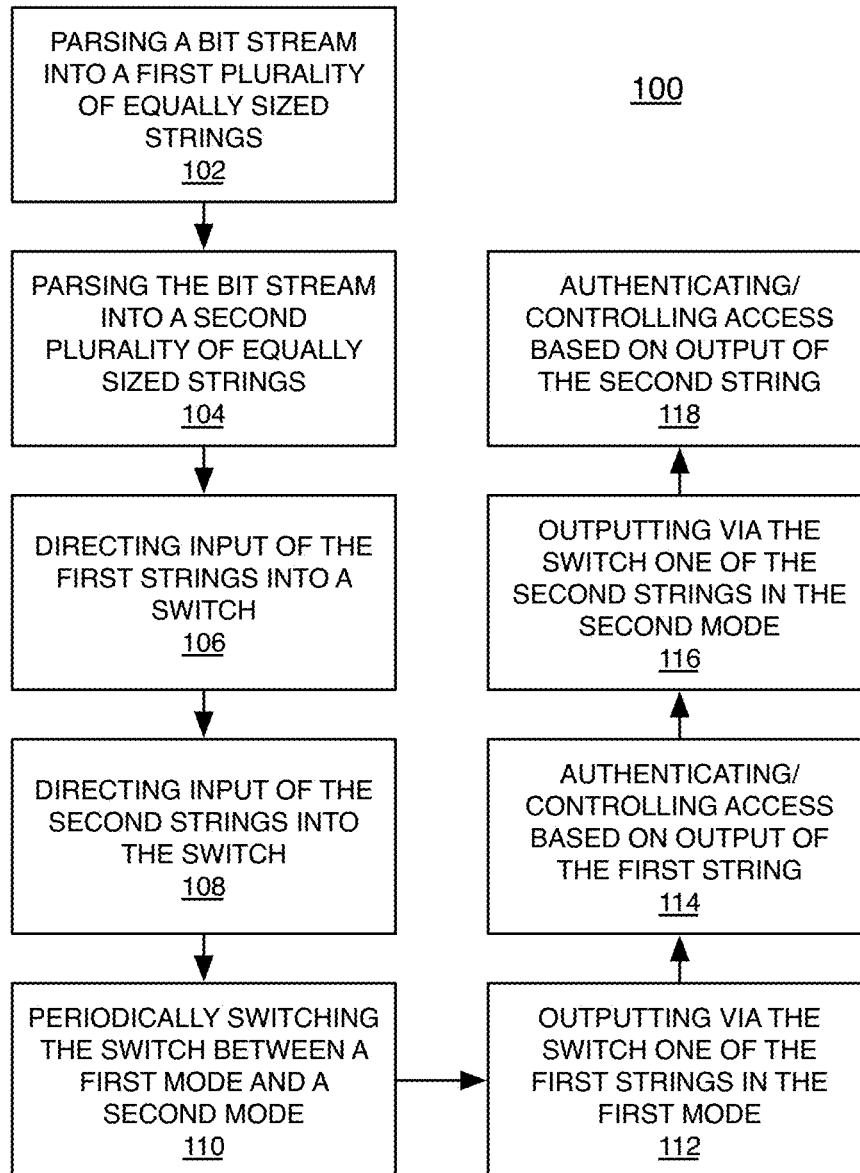 100
PARSING A BIT STREAM
INTO A FIRST PLURALITY
OF EQUALLY SIZED
STRINGS
102
PARSING THE BIT STREAM
INTO A SECOND
PLURALITY OF EQUALLY
SIZED STRINGS
104
DIRECTING INPUT OF THE
FIRST STRINGS INTO A
SWITCH
106
DIRECTING INPUT OF THE
SECOND STRINGS INTO
THE SWITCH
108
PERIODICALLY SWITCHING
THE SWITCH BETWEEN A
FIRST MODE AND A
SECOND MODE
110
OUTPUTTING VIA THE
SWITCH ONE OF THE
FIRST STRINGS IN THE
FIRST MODE
112
AUTHENTICATING/
CONTROLLING ACCESS
BASED ON OUTPUT OF
THE FIRST STRING
114
OUTPUTTING VIA THE
SWITCH ONE OF THE
SECOND STRINGS IN THE
SECOND MODE
116
AUTHENTICATING/
CONTROLLING ACCESS
BASED ON OUTPUT OF
THE SECOND STRING
118